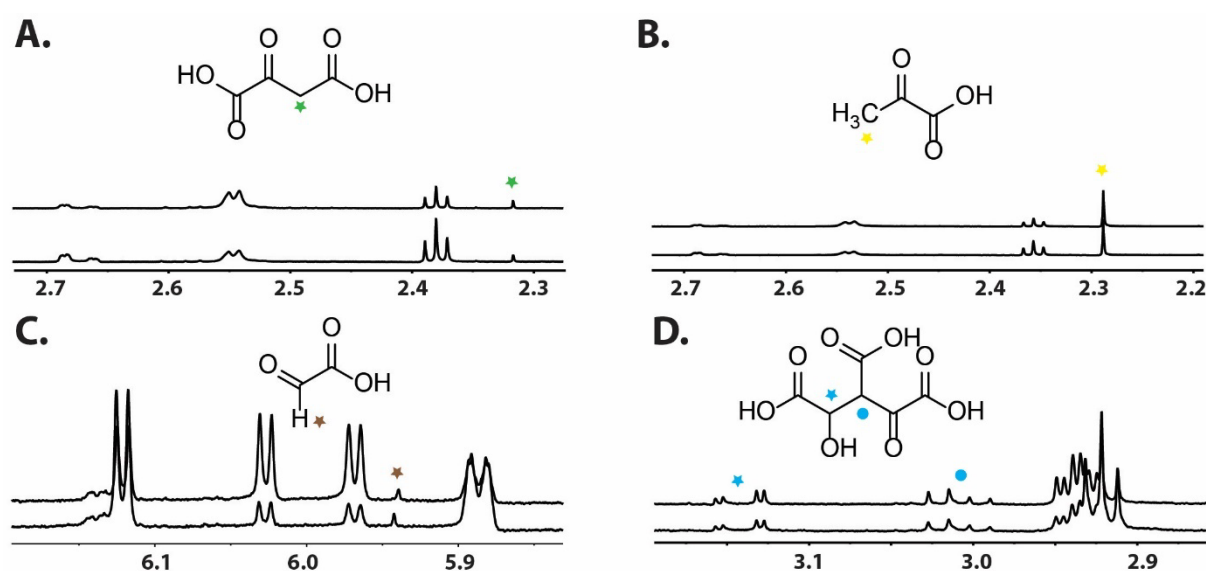 A.
O
O
HO
OH
O
2.7 2.6 2.5 2.4 2.3
B.
O
H₃C
OH
O
2.7 2.6 2.5 2.4 2.3 2.2
C.
O
O
OH
H
6.1 6.0 5.9
D.
O
OH
O
O
HO
OH
OH
O
3.1 3.0 2.9